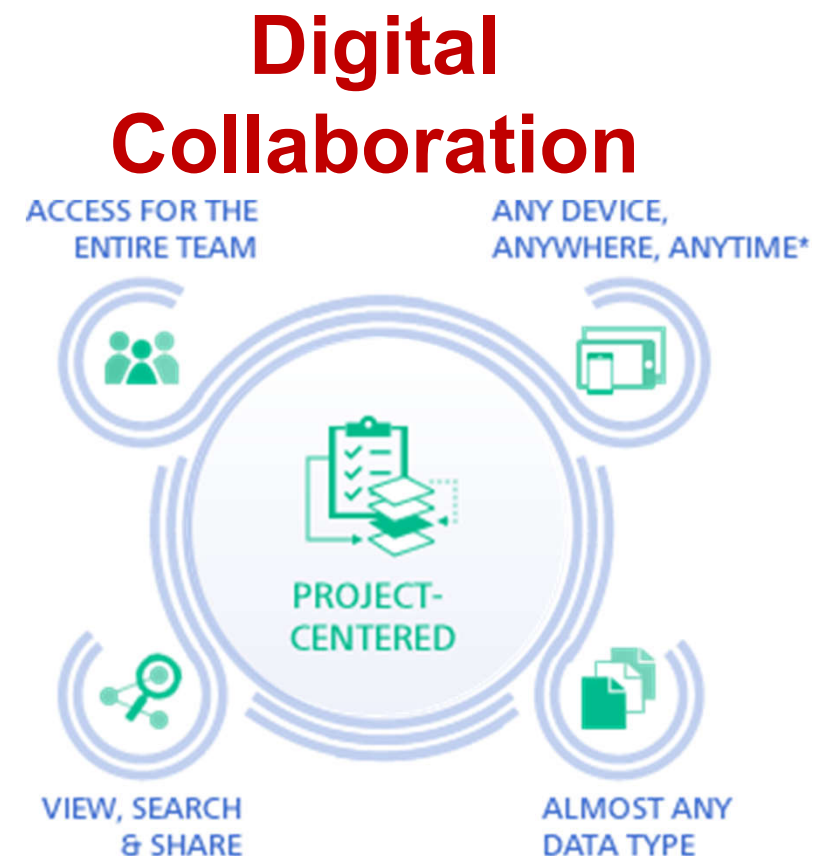 Digital
Collaboration
ACCESS FOR THE
ENTIRE TEAM
ANY DEVICE,
ANYWHERE, ANYTIME*
PROJECT-
CENTERED
VIEW, SEARCH
& SHARE
ALMOST ANY
DATA TYPE